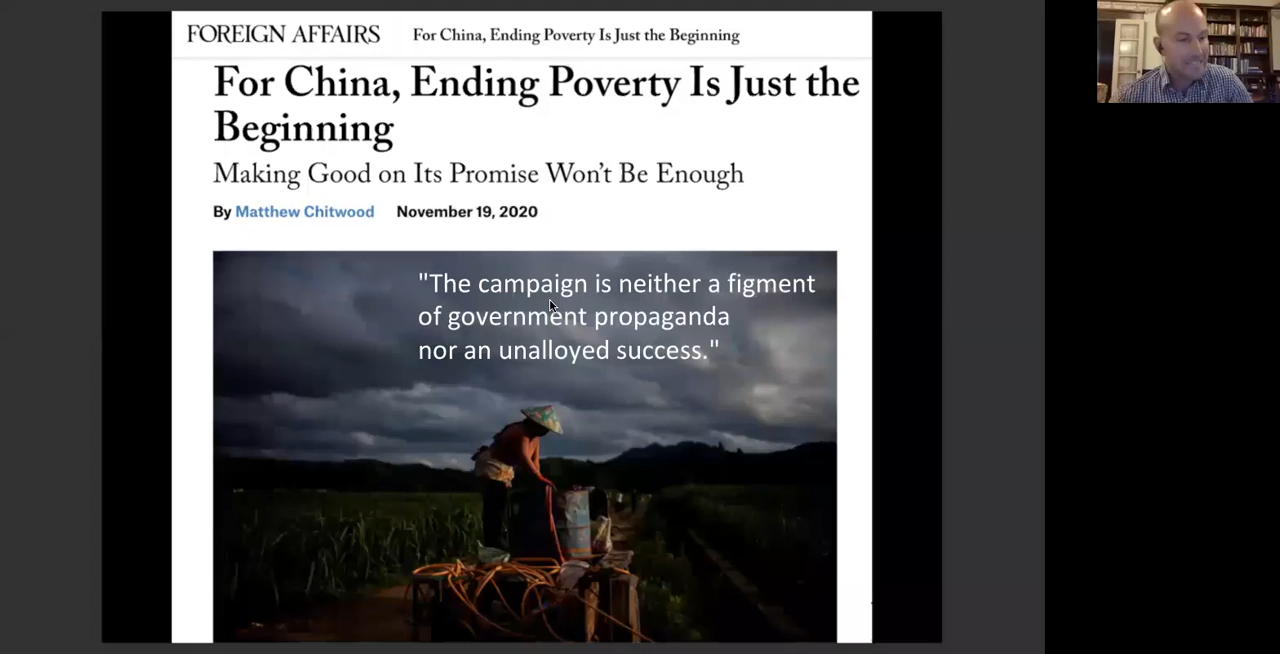 FOREIGN AFFAIRS For China, Ending Poverty Is Just the Beginning
For China, Ending Poverty Is Just the
Beginning
Making Good on Its Promise Won’t Be Enough
By Matthew Chitwood November 19, 2020
"The campaign is neither a figment
of government propaganda
nor an unalloyed success."